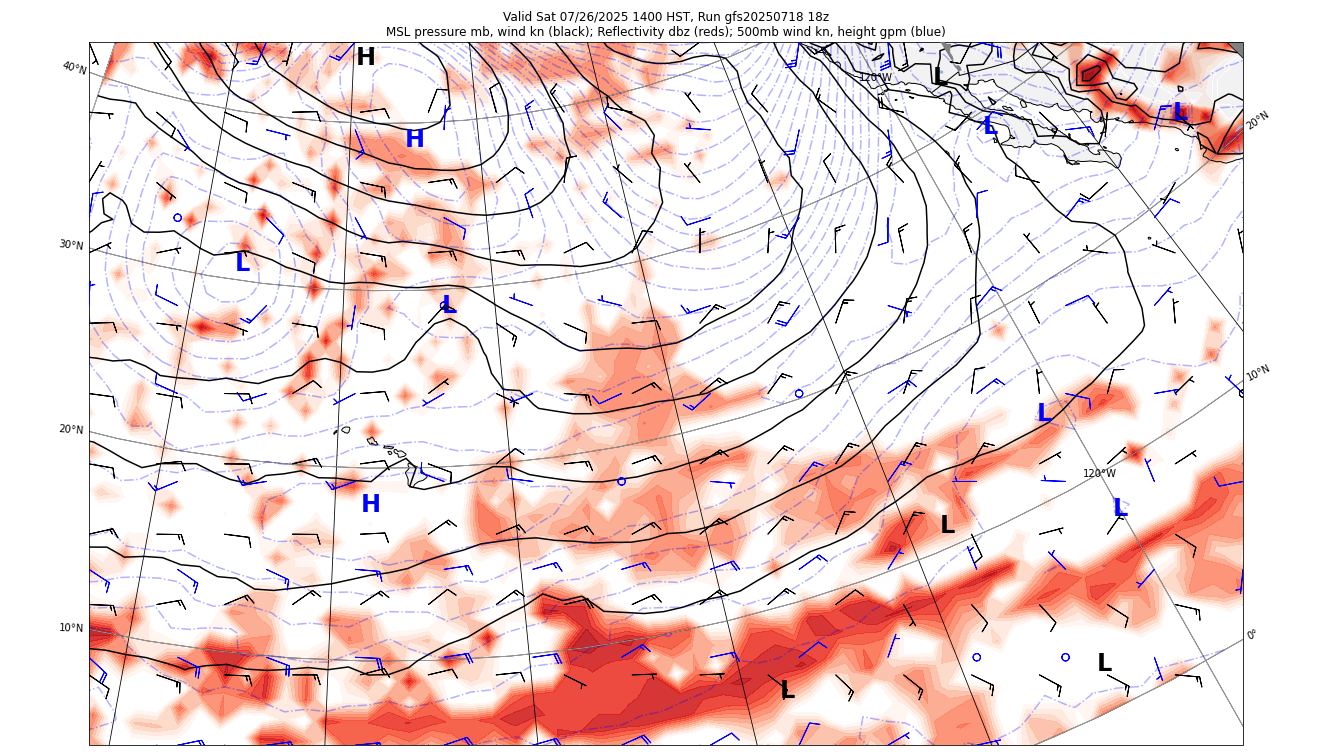 Valid Sat 07/26/2025 1400 HST, Run gfs20250718 18z
MSL pressure mb, wind kn (black); Reflectivity dbz (reds); 500mb wind kn, height gpm (blue)
H
40°N
120°W
L
L
20°N
L
H
30°N
L
L
10°N
L
20°N
120°W
H
L
L
10°N
0°
L
L